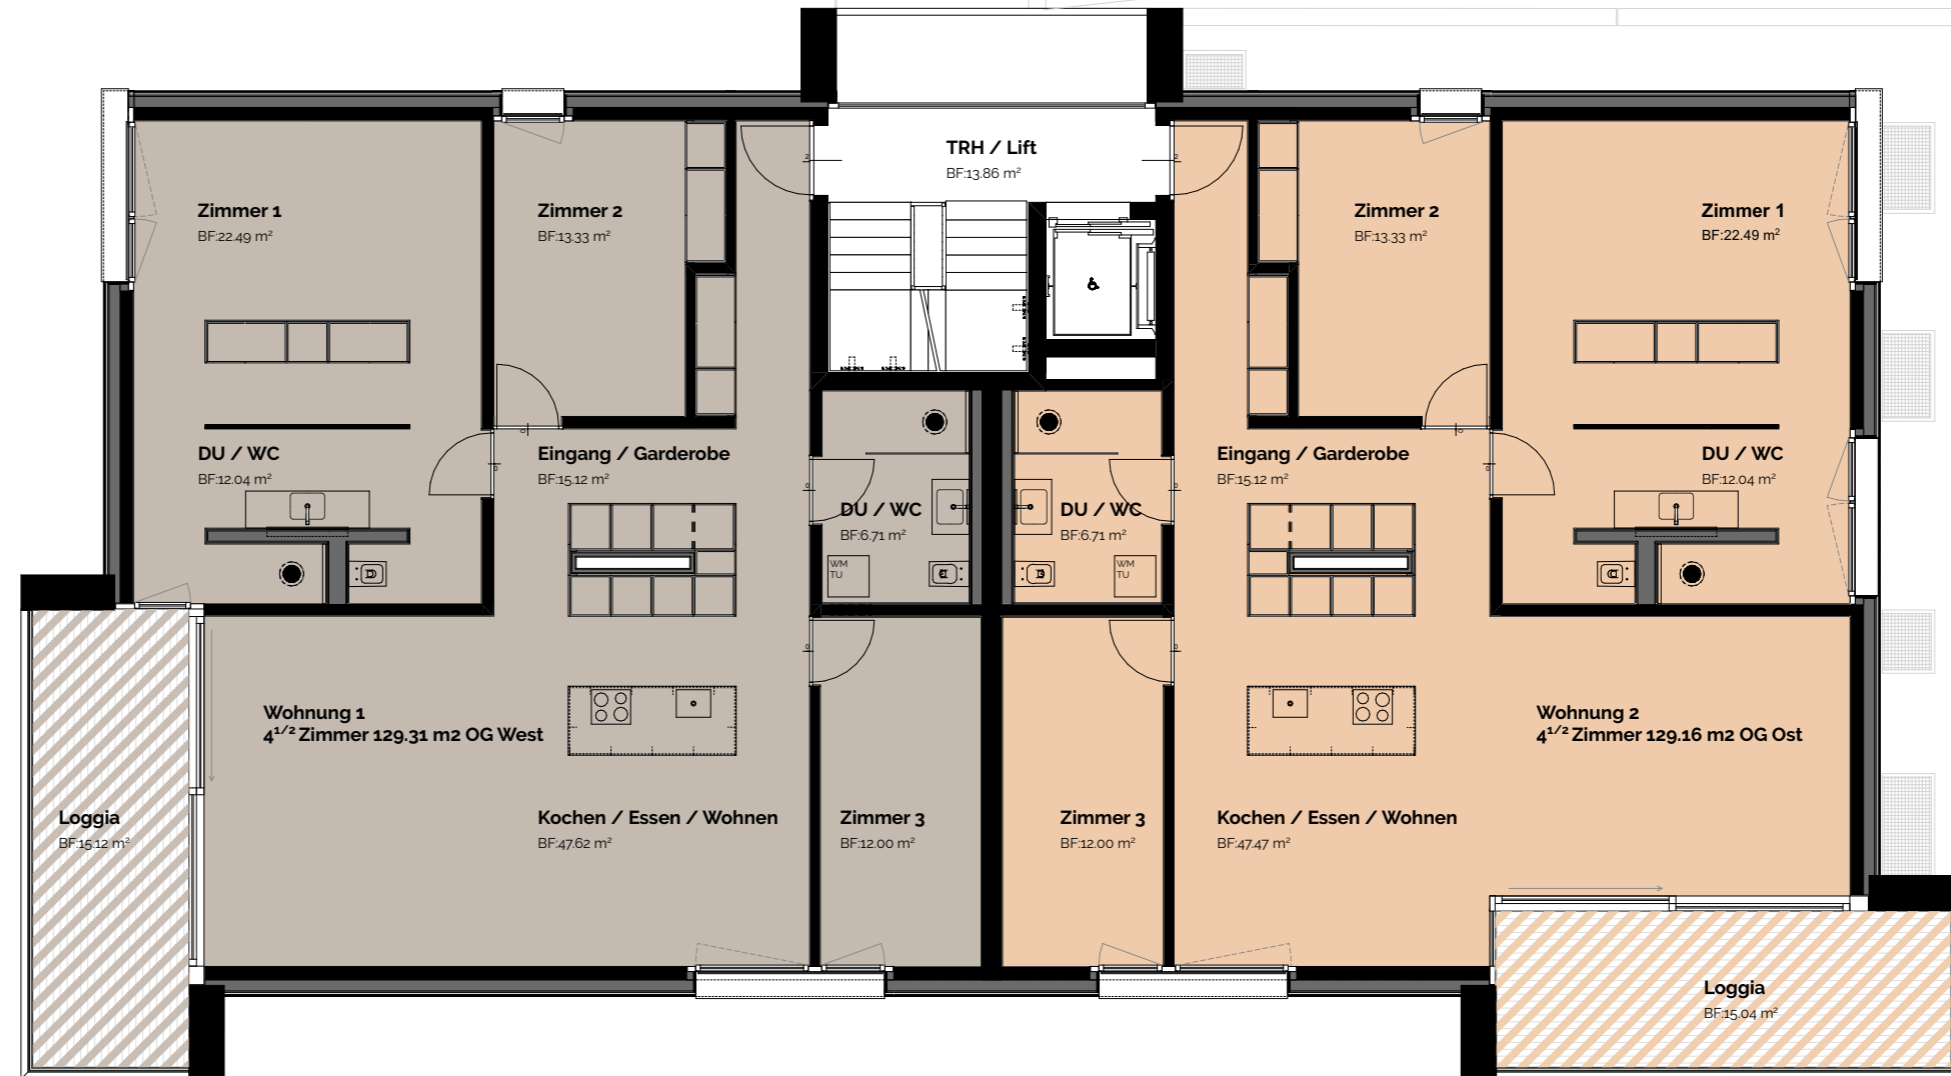 TRH / Lift
BF:13.86 m²
Zimmer 1
BF:22.49 m²
Zimmer 2
BF:13.33 m²
Zimmer 2
BF:13.33 m²
Zimmer 1
BF:22.49 m²
DU / WC
BF:12.04 m²
Eingang / Garderobe
BF:15.12 m²
DU / WC
BF:6.71 m²
WM
TU
DU / WC
BF:6.71 m²
WM
TU
Eingang / Garderobe
BF:15.12 m²
DU / WC
BF:12.04 m²
Wohnung 1
4¹/² Zimmer 129.31 m2 OG West
Wohnung 2
4¹/² Zimmer 129.16 m2 OG Ost
Loggia
BF:15.12 m²
Kochen / Essen / Wohnen
BF:47.62 m²
Zimmer 3
BF:12.00 m²
Zimmer 3
BF:12.00 m²
Kochen / Essen / Wohnen
BF:47.47 m²
Loggia
BF:15.04 m²